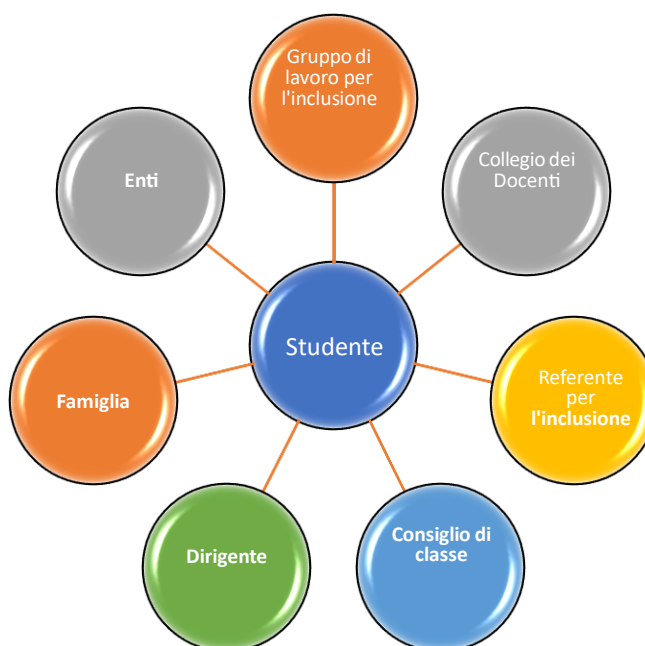 Gruppo di
lavoro per
l'inclusione
Enti
Collegio dei
Docenti
Studente
Famiglia
Referente
per
l'inclusione
Dirigente
Consiglio di
classe